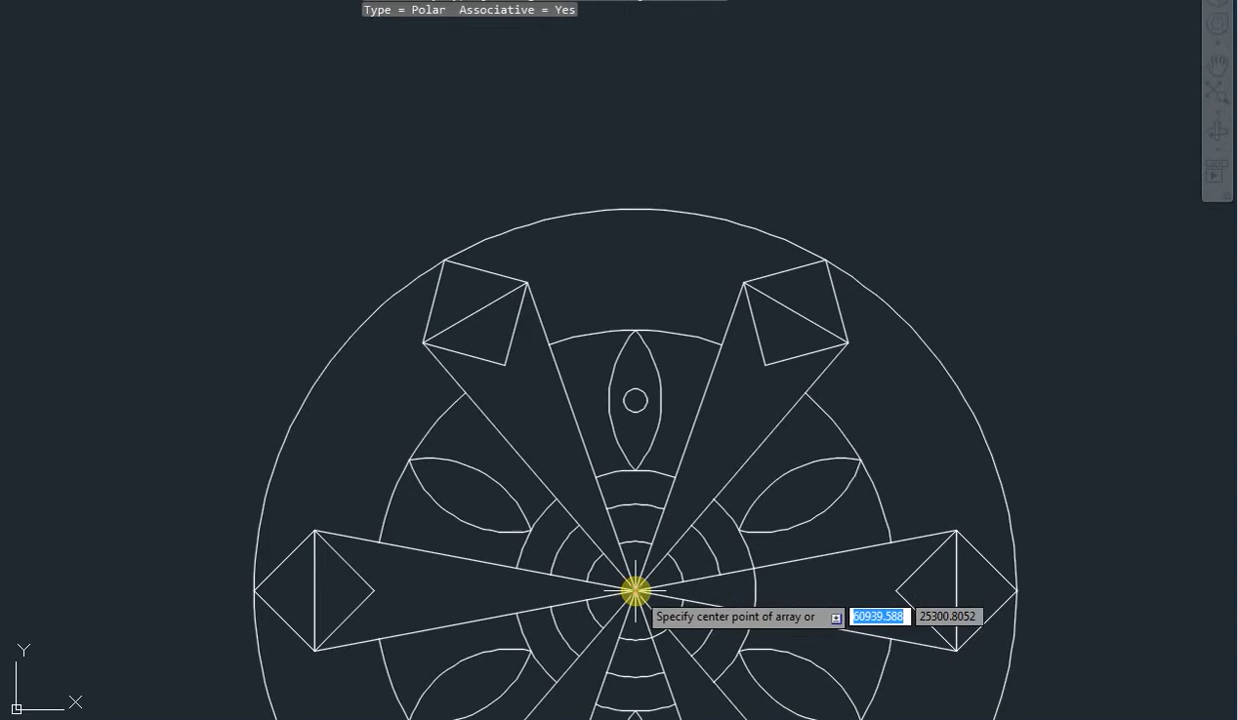 Type = Polar  Associative = Yes
Specify center point of array or 60939.588 25300.8052
Y
X